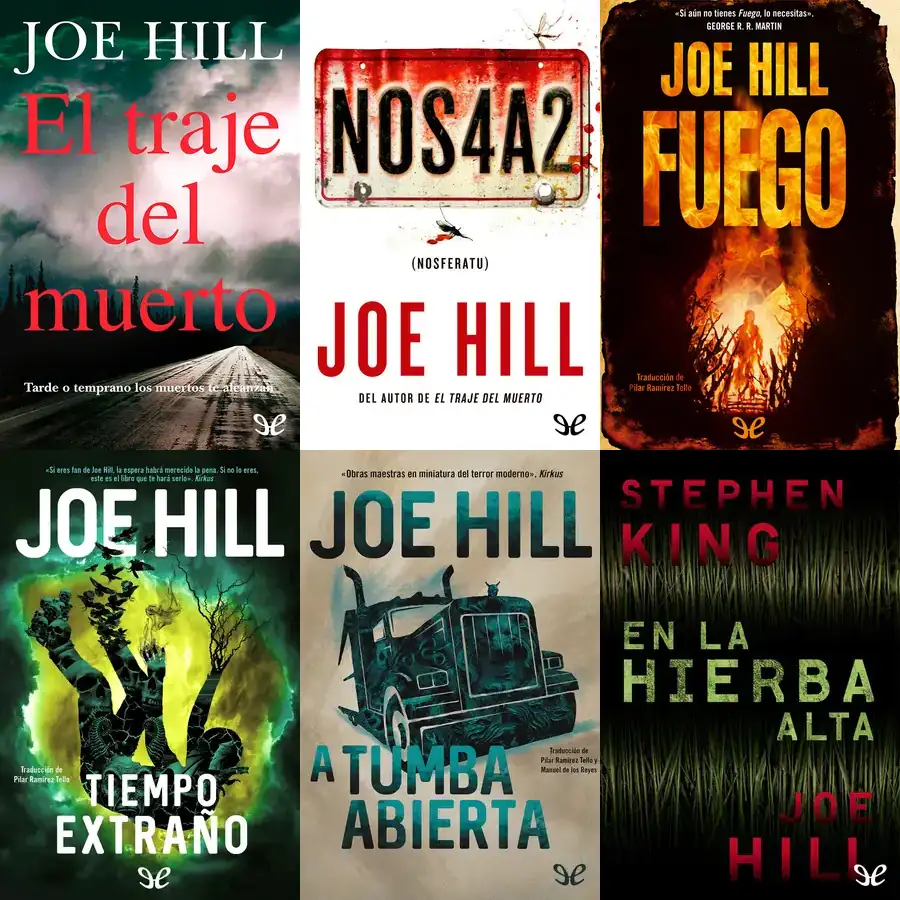 JOE HILL
El traje
del
muerto
Tarde o temprano los muertos te alcanzan
NOS4A2
(NOSFERATU)
JOE HILL
DEL AUTOR DE EL TRAJE DEL MUERTO
«Si aún no tienes Fuego, lo necesitas».
GEORGE R. R. MARTIN
JOE HILL
FUEGO
Traducción de
Pilar Ramírez Tello
«Si eres fan de Joe Hill, la espera habrá merecido la pena. Si no lo eres,
este es el libro que te hará serlo». Kirkus
JOE HILL
Traducción de
Pilar Ramírez Tello
TIEMPO
EXTRAÑO
«Obras maestras en miniatura del terror moderno». Kirkus
JOE HILL
Traducción de
Pilar Ramírez Tello y
Manuel de los Reyes
A TUMBA
ABIERTA
STEPHEN
KING
EN LA
HIERBA
ALTA
JOE
HILL